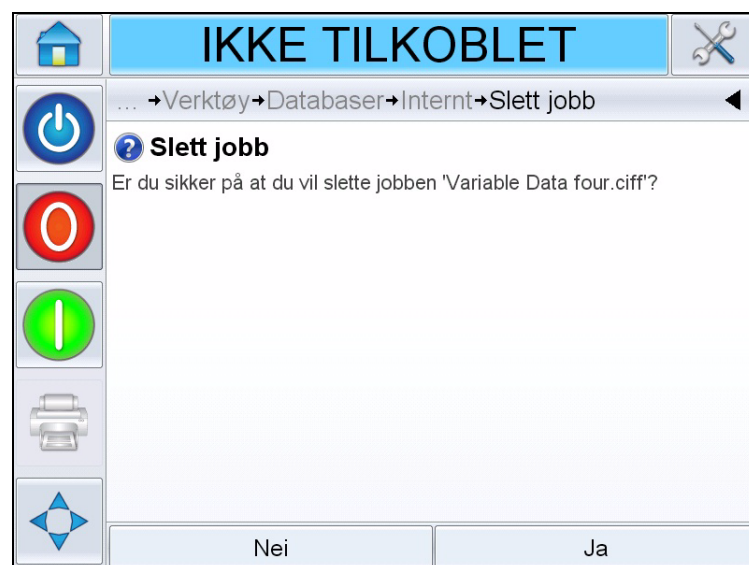 IKKE TILKOBLET
... →Verktøy→Databaser→Internt→Slett jobb
Slett jobb
Er du sikker på at du vil slette jobben 'Variable Data four.ciff'?
Nei
Ja